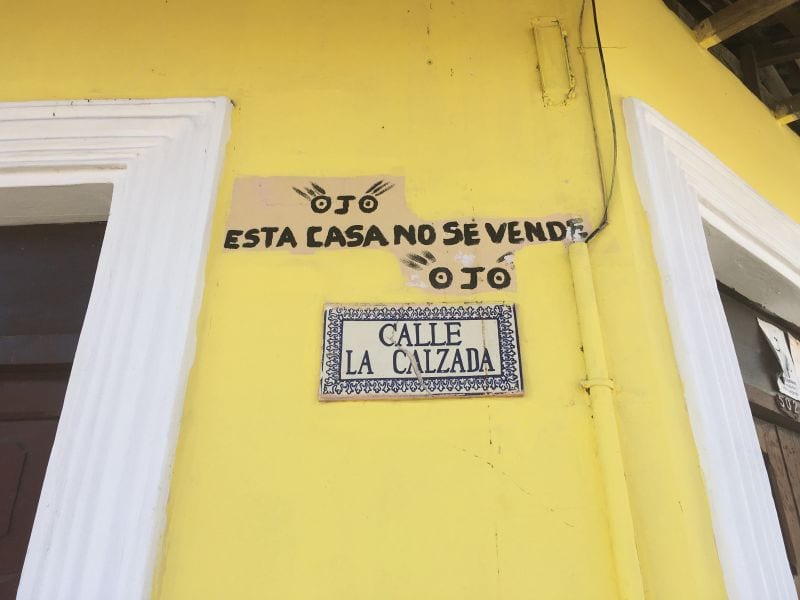 OJO
ESTA CASA NO SE VENDE
OJO
CALLE
LA CALZADA